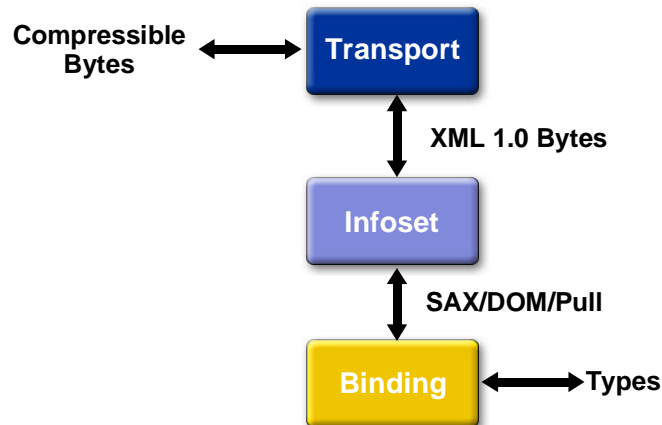 Compressible
Bytes
Transport
XML 1.0 Bytes
Infoset
SAX/DOM/Pull
Binding
Types